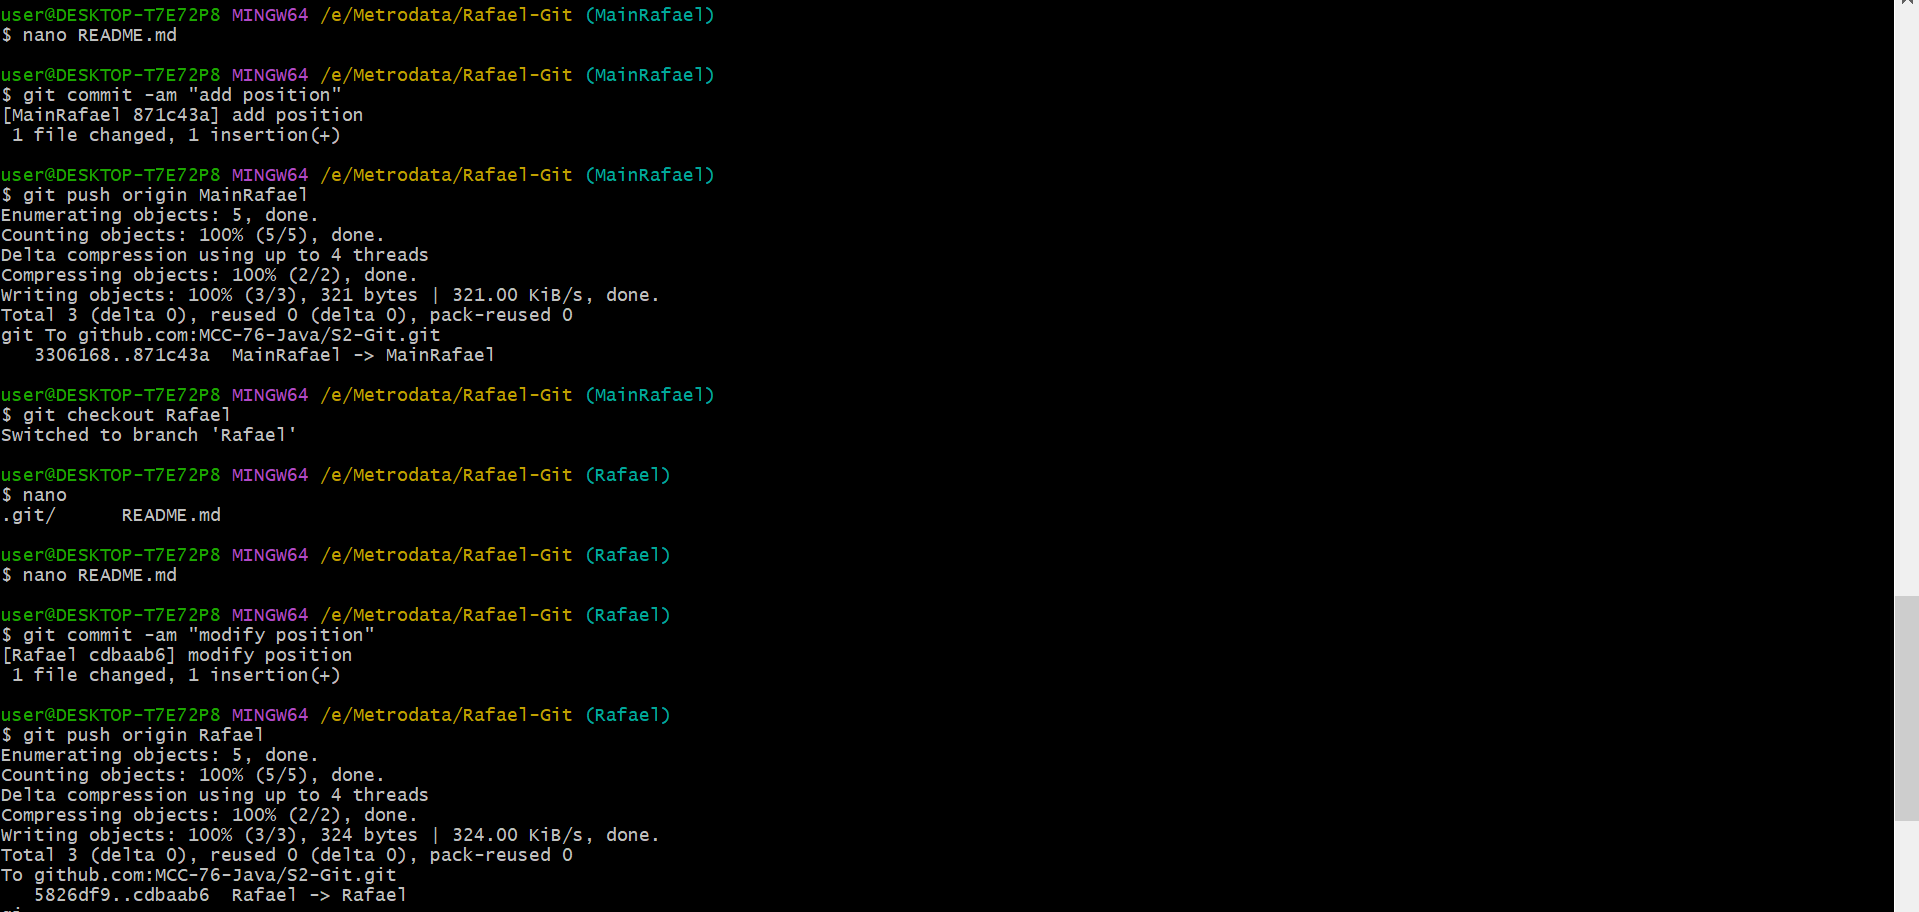 user@DESKTOP-T7E72P8 MINGW64 /e/Metrodata/Rafael-Git (MainRafael)
$ nano README.md
user@DESKTOP-T7E72P8 MINGW64 /e/Metrodata/Rafael-Git (MainRafael)
$ git commit -am "add position"
[MainRafael 871c43a] add position
 1 file changed, 1 insertion(+)
user@DESKTOP-T7E72P8 MINGW64 /e/Metrodata/Rafael-Git (MainRafael)
$ git push origin MainRafael
Enumerating objects: 5, done.
Counting objects: 100% (5/5), done.
Delta compression using up to 4 threads
Compressing objects: 100% (2/2), done.
Writing objects: 100% (3/3), 321 bytes | 321.00 KiB/s, done.
Total 3 (delta 0), reused 0 (delta 0), pack-reused 0
git To github.com:MCC-76-Java/S2-Git.git
   3306168..871c43a  MainRafael -> MainRafael
user@DESKTOP-T7E72P8 MINGW64 /e/Metrodata/Rafael-Git (MainRafael)
$ git checkout Rafael
Switched to branch 'Rafael'
user@DESKTOP-T7E72P8 MINGW64 /e/Metrodata/Rafael-Git (Rafael)
$ nano
.git/      README.md
user@DESKTOP-T7E72P8 MINGW64 /e/Metrodata/Rafael-Git (Rafael)
$ nano README.md
user@DESKTOP-T7E72P8 MINGW64 /e/Metrodata/Rafael-Git (Rafael)
$ git commit -am "modify position"
[Rafael cdbaab6] modify position
 1 file changed, 1 insertion(+)
user@DESKTOP-T7E72P8 MINGW64 /e/Metrodata/Rafael-Git (Rafael)
$ git push origin Rafael
Enumerating objects: 5, done.
Counting objects: 100% (5/5), done.
Delta compression using up to 4 threads
Compressing objects: 100% (2/2), done.
Writing objects: 100% (3/3), 324 bytes | 324.00 KiB/s, done.
Total 3 (delta 0), reused 0 (delta 0), pack-reused 0
To github.com:MCC-76-Java/S2-Git.git
   5826df9..cdbaab6  Rafael -> Rafael